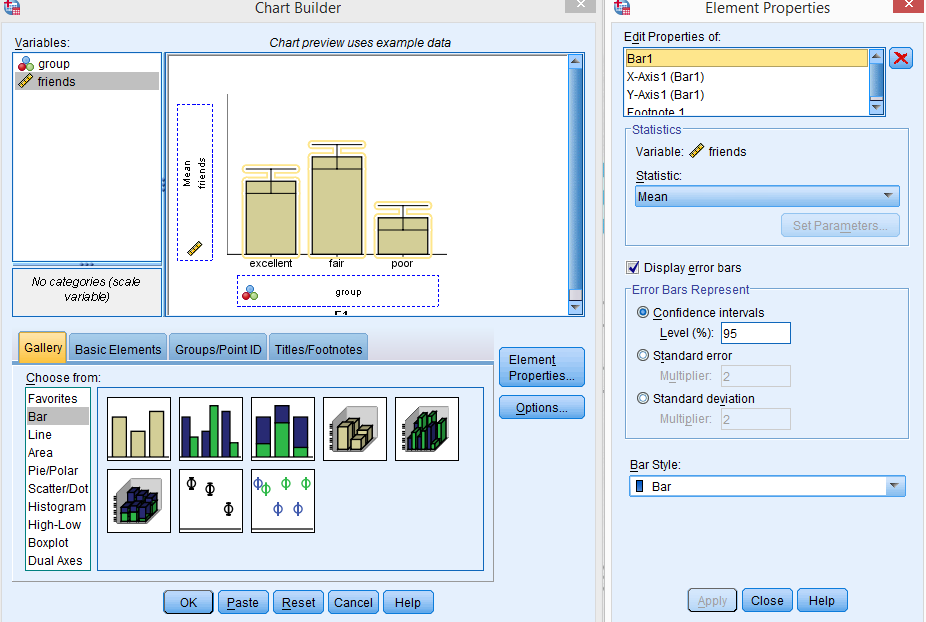 Chart Builder
Variables:
Chart preview uses example data
group
friends
No categories (scale
variable)
Mean
friends
excellent fair poor
group
Gallery Basic Elements Groups/Point ID Titles/Footnotes
Choose from:
Favorites
Bar
Line
Area
Pie/Polar
Scatter/Dot
Histogram
High-Low
Boxplot
Dual Axes
Element
Properties...
Options...
OK Paste Reset Cancel Help
Element Properties
Edit Properties of:
Bar1
X-Axis1 (Bar1)
Y-Axis1 (Bar1)
Footnote 1
Statistics
Variable: friends
Statistic:
Mean
Set Parameters...
Display error bars
Error Bars Represent
Confidence intervals
Level (%): 95
Standard error
Multiplier: 2
Standard deviation
Multiplier: 2
Bar Style:
Bar
Apply Close Help